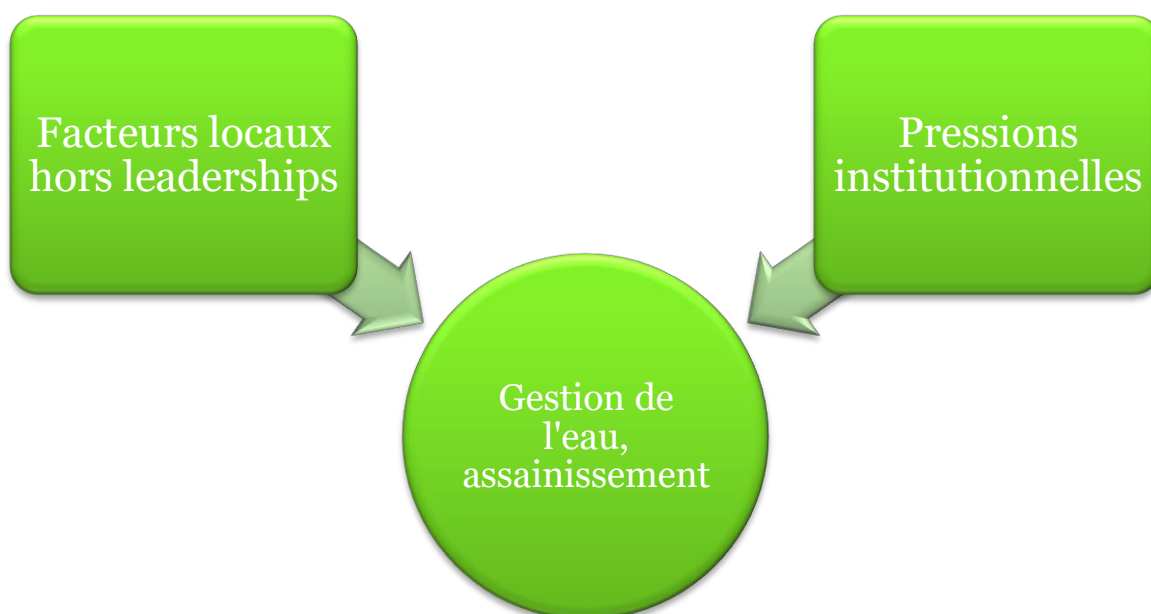 Facteurs locaux
hors leaderships
Pressions
institutionnelles
Gestion de
l'eau,
assainissement